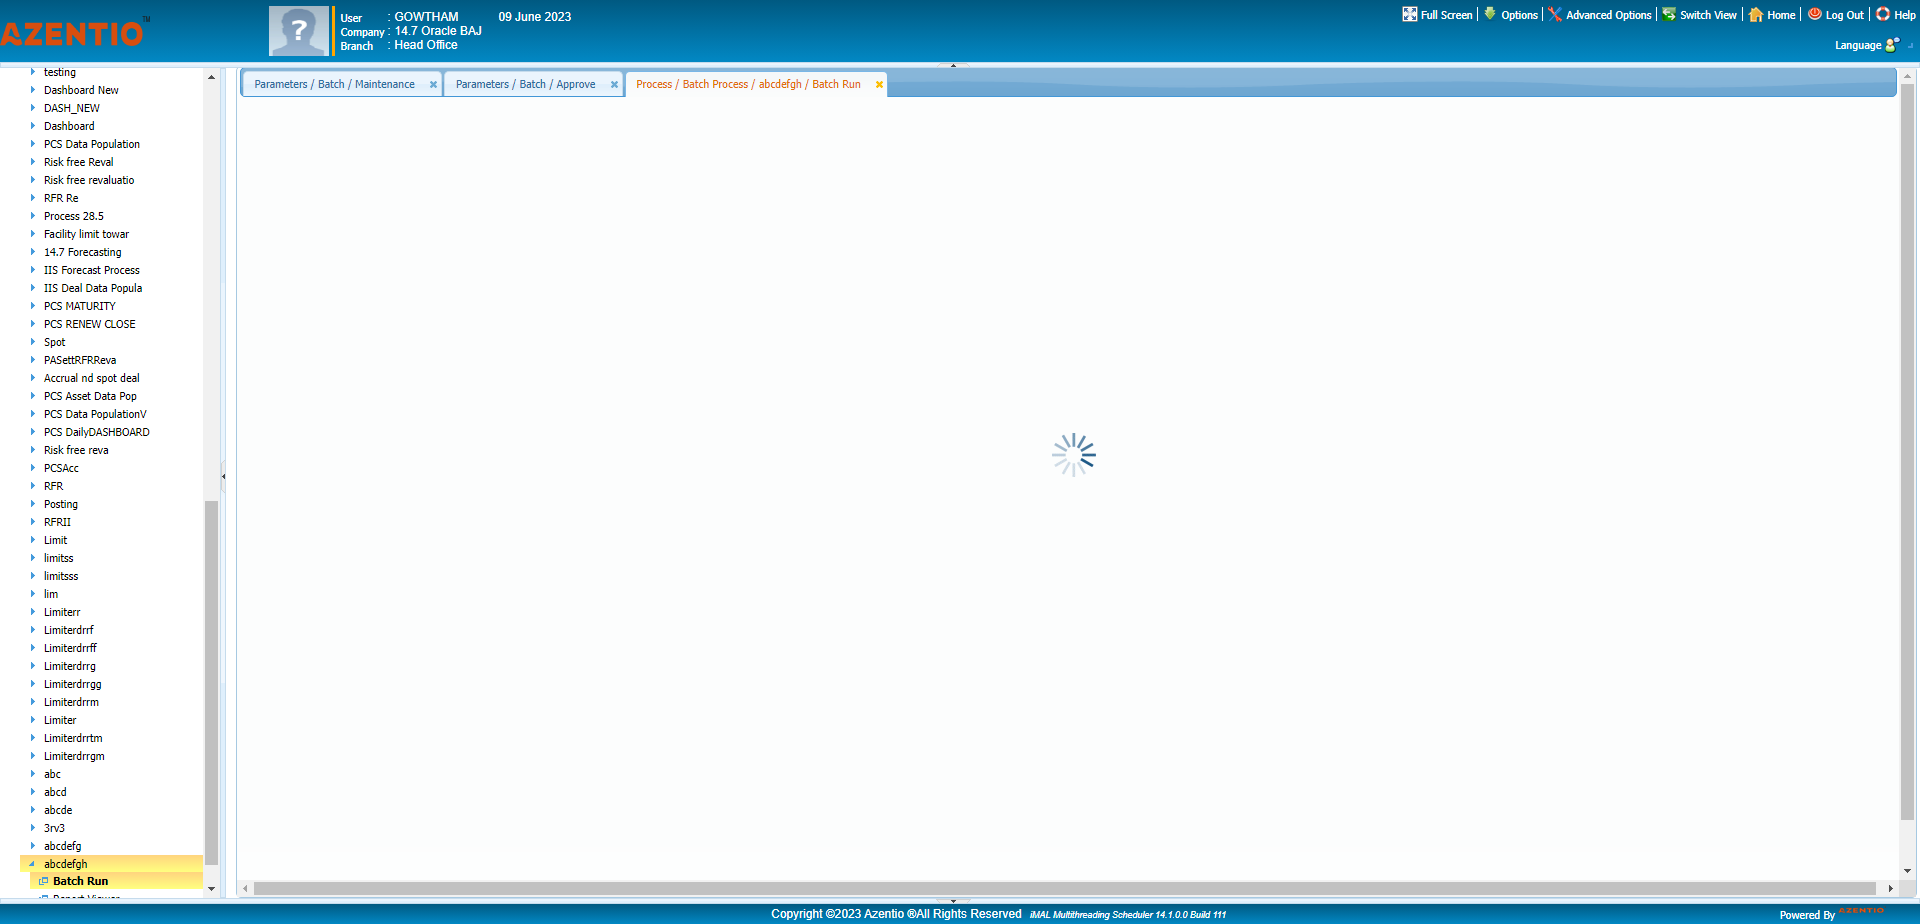 AZENTIO™
User : GOWTHAM 09 June 2023
Company : 14.7 Oracle BAJ
Branch : Head Office
Full Screen Options Advanced Options Switch View Home Log Out Help
Language
testing
Dashboard New
DASH_NEW
Dashboard
PCS Data Population
Risk free Reval
Risk free revaluatio
RFR Re
Process 28.5
Facility limit towar
14.7 Forecasting
IIS Forecast Process
IIS Deal Data Popula
PCS MATURITY
PCS RENEW CLOSE
Spot
PASettRFRReva
Accrual nd spot deal
PCS Asset Data Pop
PCS Data PopulationV
PCS DailyDASHBOARD
Risk free reva
PCSAcc
RFR
Posting
RFRII
Limit
limitss
limitsss
lim
Limiterr
Limiterdrrf
Limiterdrrff
Limiterdrrg
Limiterdrrgg
Limiterdrrm
Limiter
Limiterdrrtm
Limiterdrrgm
abc
abcd
abcde
3rv3
abcdefg
abcdefgh
Batch Run
Report Viewer
Parameters / Batch / Maintenance
Parameters / Batch / Approve
Process / Batch Process / abcdefgh / Batch Run
Copyright ©2023 Azentio ®All Rights Reserved iMAL Multithreading Scheduler 14.1.0.0 Build 111
Powered By AZENTIO